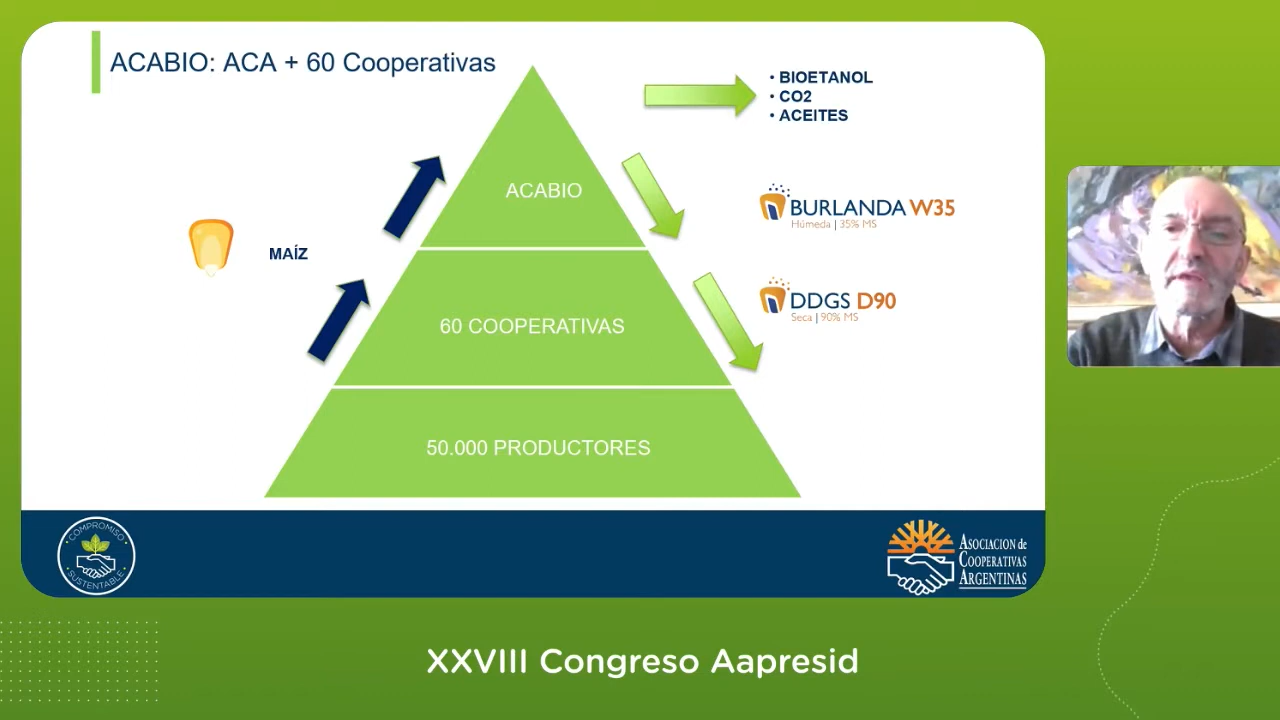 ACABIO: ACA + 60 Cooperativas
• BIOETANOL
• CO2
• ACEITES
ACABIO
BURLANDA W35
Húmeda | 35% MS
MAÍZ
DDGS D90
Seca | 90% MS
60 COOPERATIVAS
50.000 PRODUCTORES
COMPROMISO
SUSTENTABLE
ASOCIACION de
COOPERATIVAS
ARGENTINAS
XXVIII Congreso Aapresid